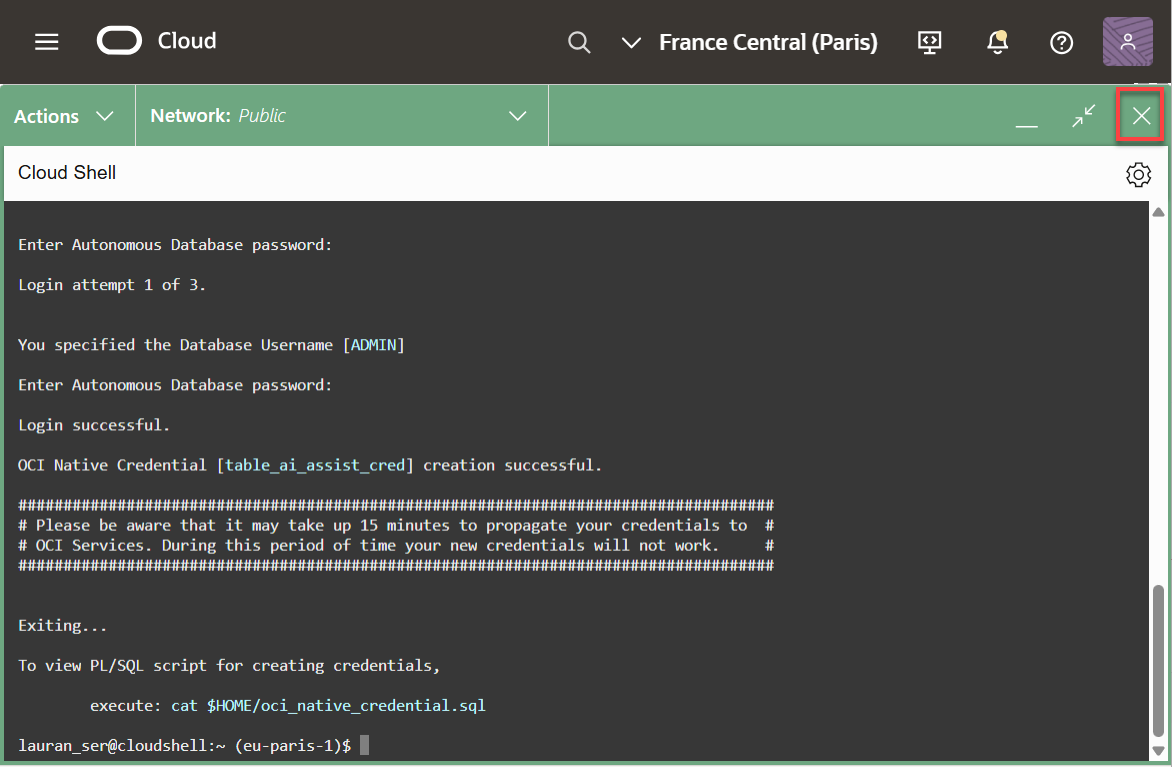 Cloud
France Central (Paris)
Actions
Network: Public
Cloud Shell
Enter Autonomous Database password:
Login attempt 1 of 3.
You specified the Database Username [ADMIN]
Enter Autonomous Database password:
Login successful.
OCI Native Credential [table_ai_assist_cred] creation successful.
####################################################################################
# Please be aware that it may take up 15 minutes to propagate your credentials to  #
# OCI Services. During this period of time your new credentials will not work.     #
####################################################################################
Exiting...
To view PL/SQL script for creating credentials,
execute: cat $HOME/oci_native_credential.sql
lauran_ser@cloudshell:~ (eu-paris-1)$